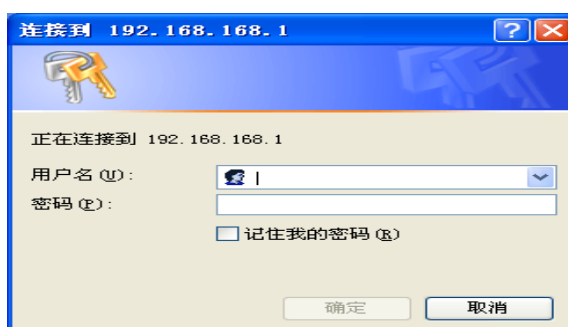 连接到 192.168.168.1
正在连接到 192.168.168.1
用户名(U):
密码(P):
记住我的密码(R)
确定 取消